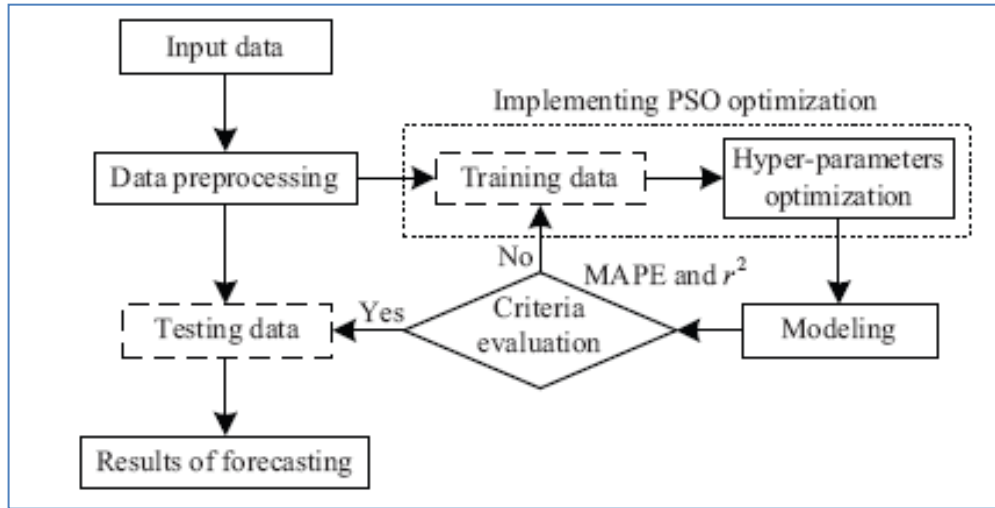 Input data
Implementing PSO optimization
Data preprocessing
Training data
Hyper-parameters
optimization
No
MAPE and r²
Yes
Testing data
Criteria
evaluation
Modeling
Results of forecasting